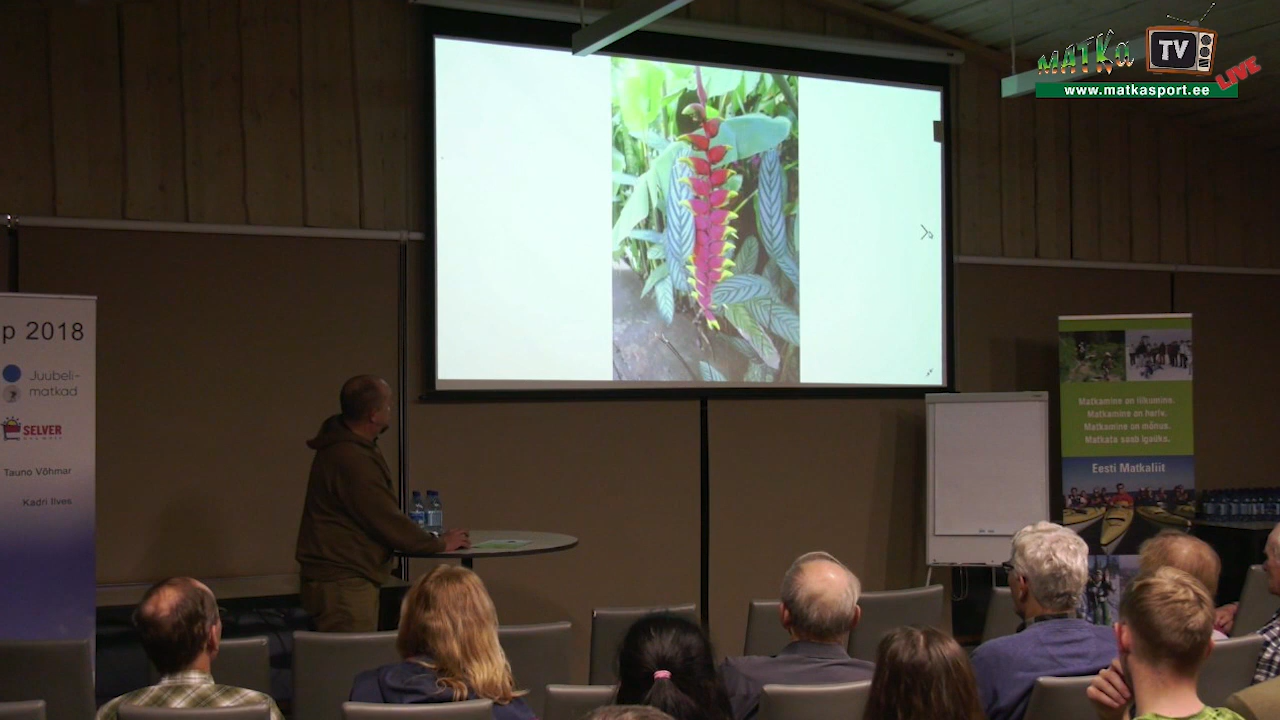 MATKa
TV
LIVE
www.matkasport.ee
p 2018
Juubeli-
matkad
SELVER
Tauno Võhmar
Kadri Ilves
Matkamine on liikumine.
Matkamine on hariv.
Matkamine on mõnus.
Matkata saab igaüks.
Eesti Matkaliit